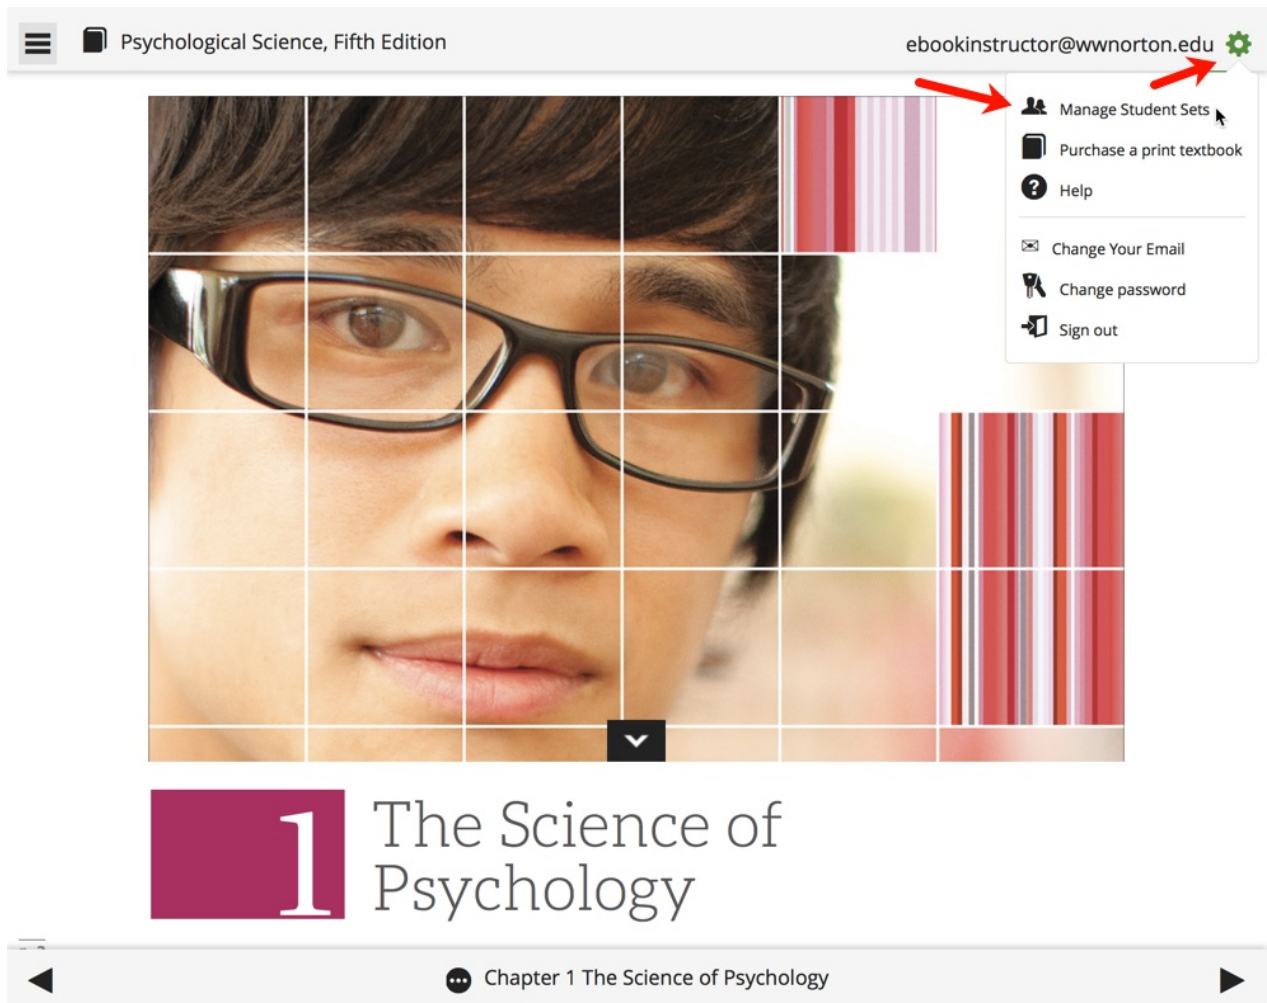 Psychological Science, Fifth Edition
ebookinstructor@wwnorton.edu
Manage Student Sets
Purchase a print textbook
Help
Change Your Email
Change password
Sign out
1
The Science of
Psychology
Chapter 1 The Science of Psychology